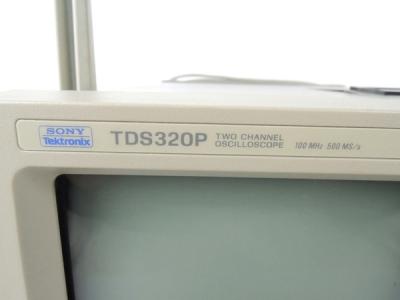 SONY
Tektronix
TDS320P
TWO CHANNEL
OSCILLOSCOPE
100 MHz 500 MS/s